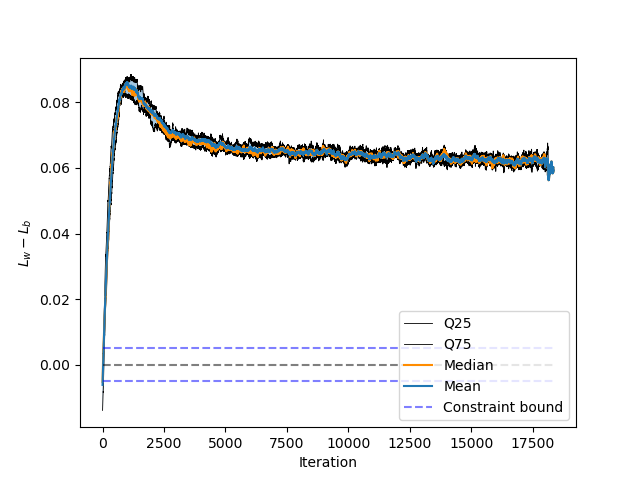 0.08
0.06
0.04
0.02
0.00
L_w − L_b
0 2500 5000 7500 10000 12500 15000 17500
Iteration
Q25
Q75
Median
Mean
Constraint bound